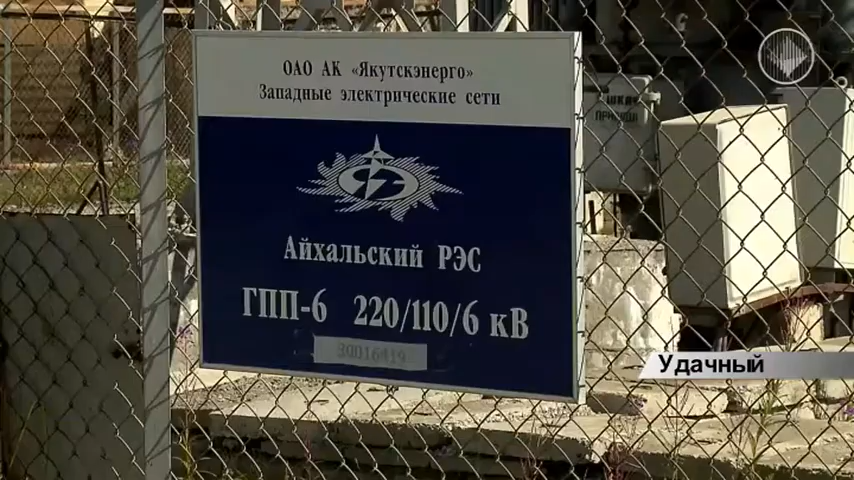 ОАО АК «Якутскэнерго»
Западные электрические сети
Айхальский РЭС
ГПП-6 220/110/6 кВ
Удачный